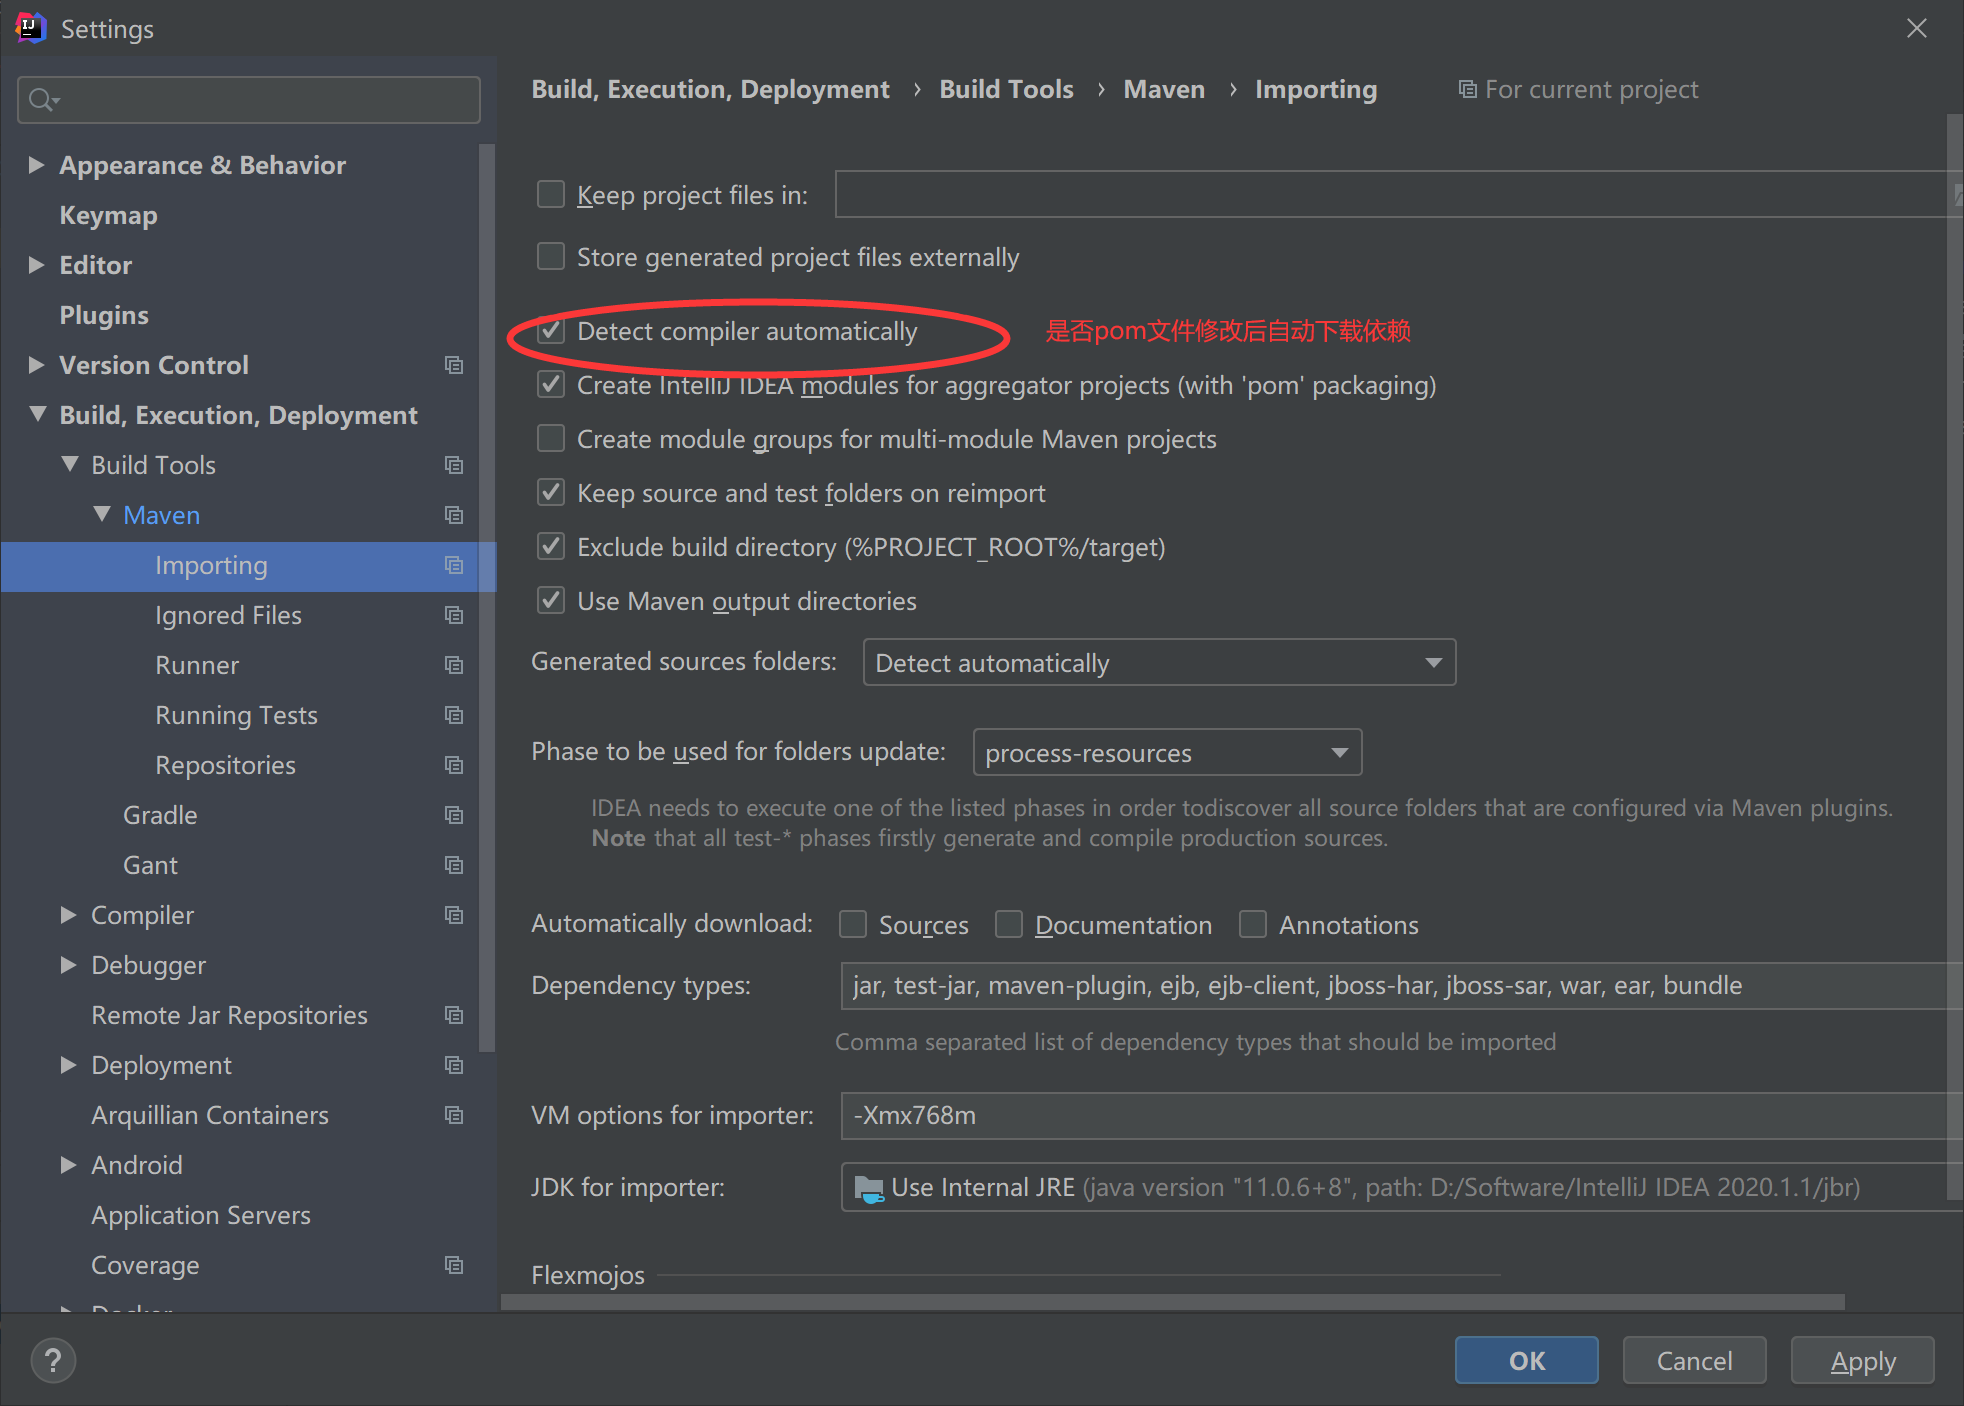 IJ
Settings
Appearance & Behavior
Keymap
Editor
Plugins
Version Control
Build, Execution, Deployment
Build Tools
Maven
Importing
Ignored Files
Runner
Running Tests
Repositories
Gradle
Gant
Compiler
Debugger
Remote Jar Repositories
Deployment
Arquillian Containers
Android
Application Servers
Coverage
Docker
Build, Execution, Deployment › Build Tools › Maven › Importing For current project
Keep project files in:
Store generated project files externally
Detect compiler automatically 是否pom文件修改后自动下载依赖
Create IntelliJ IDEA modules for aggregator projects (with 'pom' packaging)
Create module groups for multi-module Maven projects
Keep source and test folders on reimport
Exclude build directory (%PROJECT_ROOT%/target)
Use Maven output directories
Generated sources folders: Detect automatically
Phase to be used for folders update: process-resources
IDEA needs to execute one of the listed phases in order todiscover all source folders that are configured via Maven plugins.
Note that all test-* phases firstly generate and compile production sources.
Automatically download: Sources Documentation Annotations
Dependency types: jar, test-jar, maven-plugin, ejb, ejb-client, jboss-har, jboss-sar, war, ear, bundle
Comma separated list of dependency types that should be imported
VM options for importer: -Xmx768m
JDK for importer: Use Internal JRE (java version "11.0.6+8", path: D:/Software/IntelliJ IDEA 2020.1.1/jbr)
Flexmojos
? OK Cancel Apply